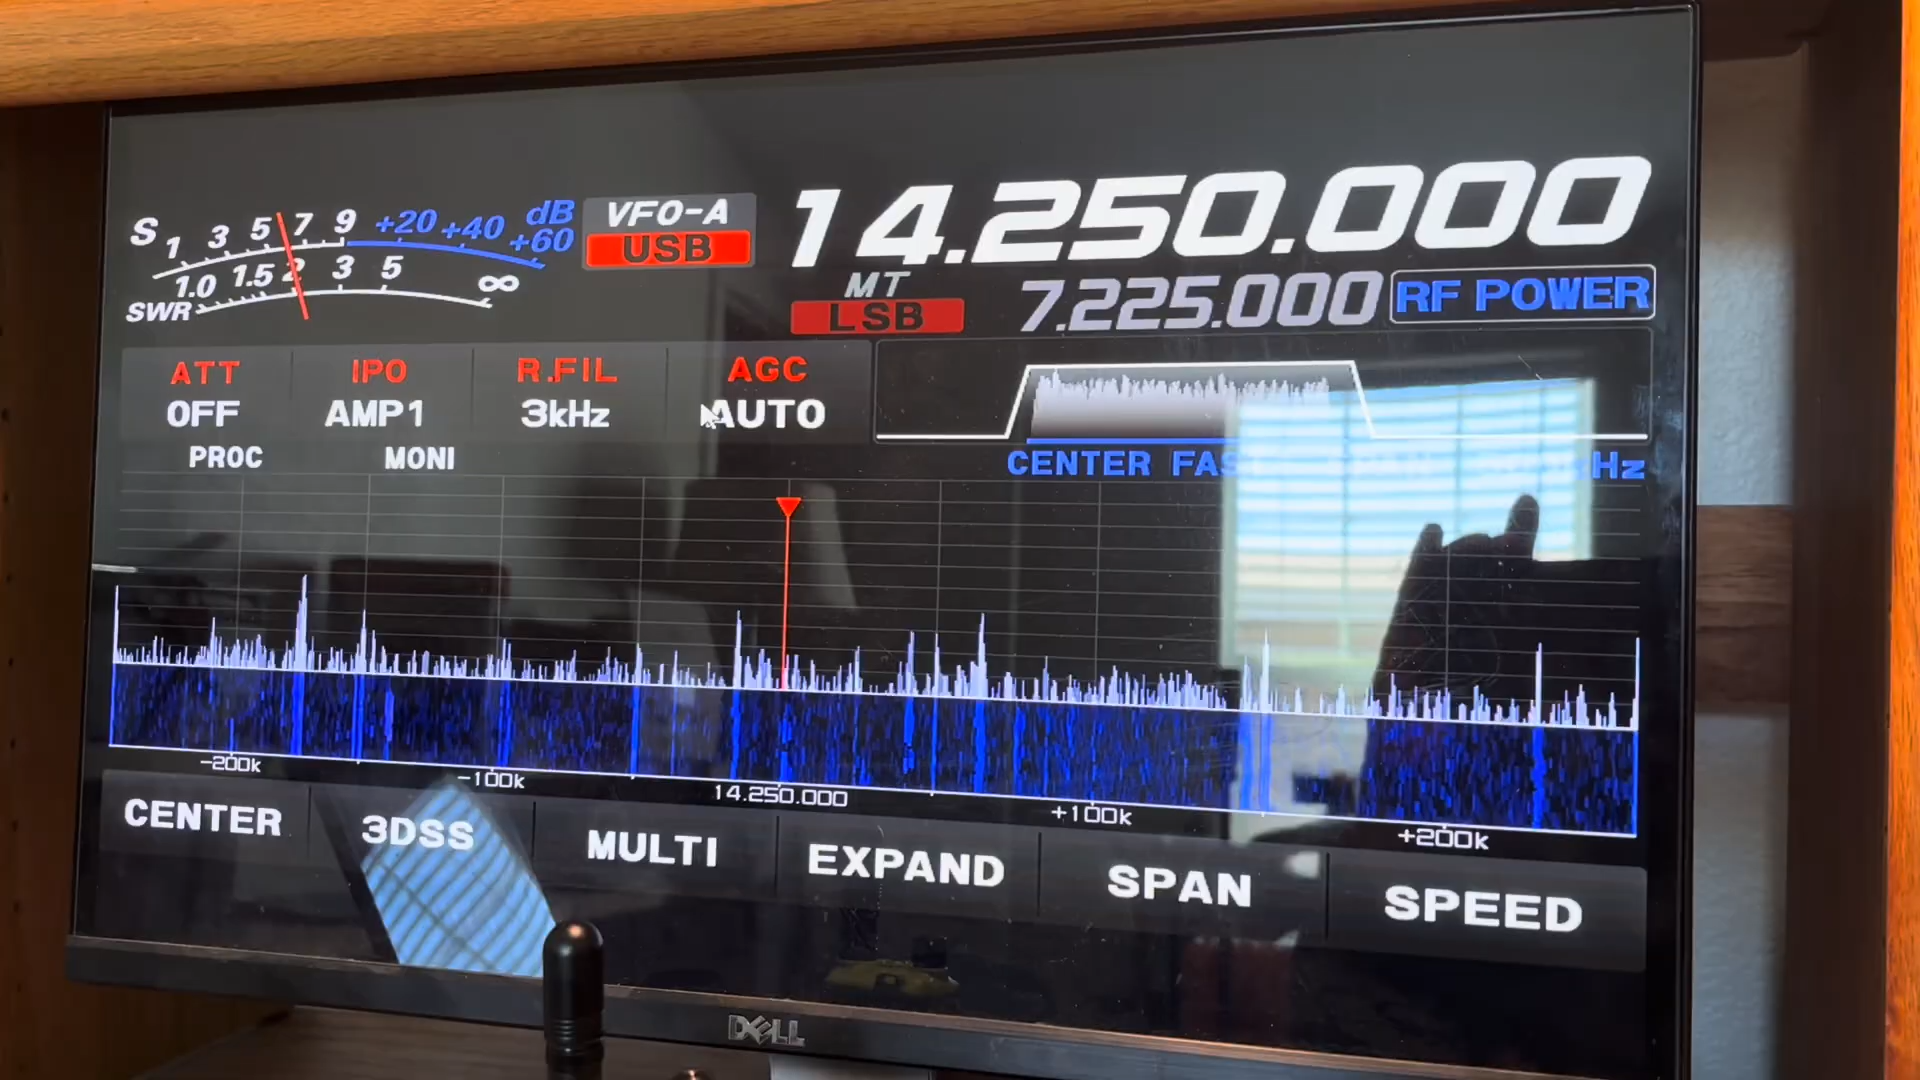 S 1 3 5 7 9 +20 +40 +60 dB
SWR 1.0 1.5 2 3 5 ∞
VFO-A
USB
14.250.000
MT
LSB
7.225.000
RF POWER
ATT IPO R.FIL AGC
OFF AMP1 3kHz AUTO
PROC MONI
CENTER
-200k -100k 14.250.000 +100k +200k
CENTER 3DSS MULTI EXPAND SPAN SPEED
DELL